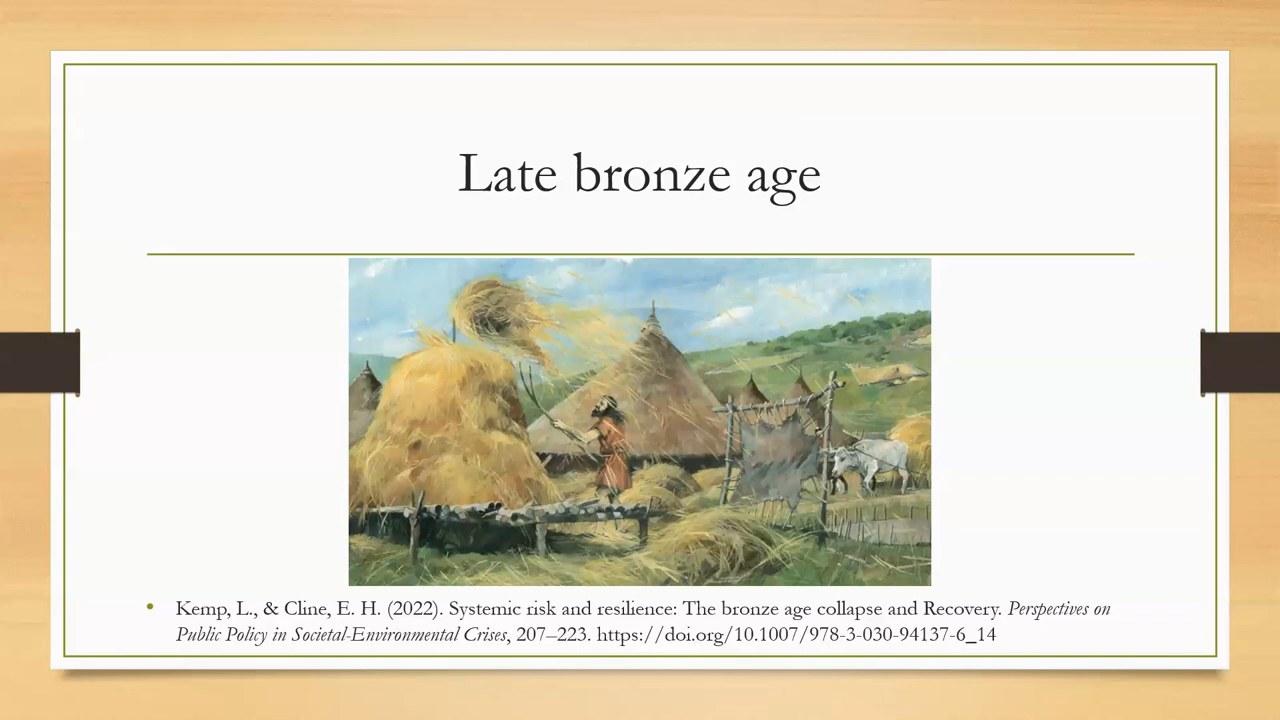 Late bronze age
• Kemp, L., & Cline, E. H. (2022). Systemic risk and resilience: The bronze age collapse and Recovery. Perspectives on
Public Policy in Societal-Environmental Crises, 207–223. https://doi.org/10.1007/978-3-030-94137-6_14